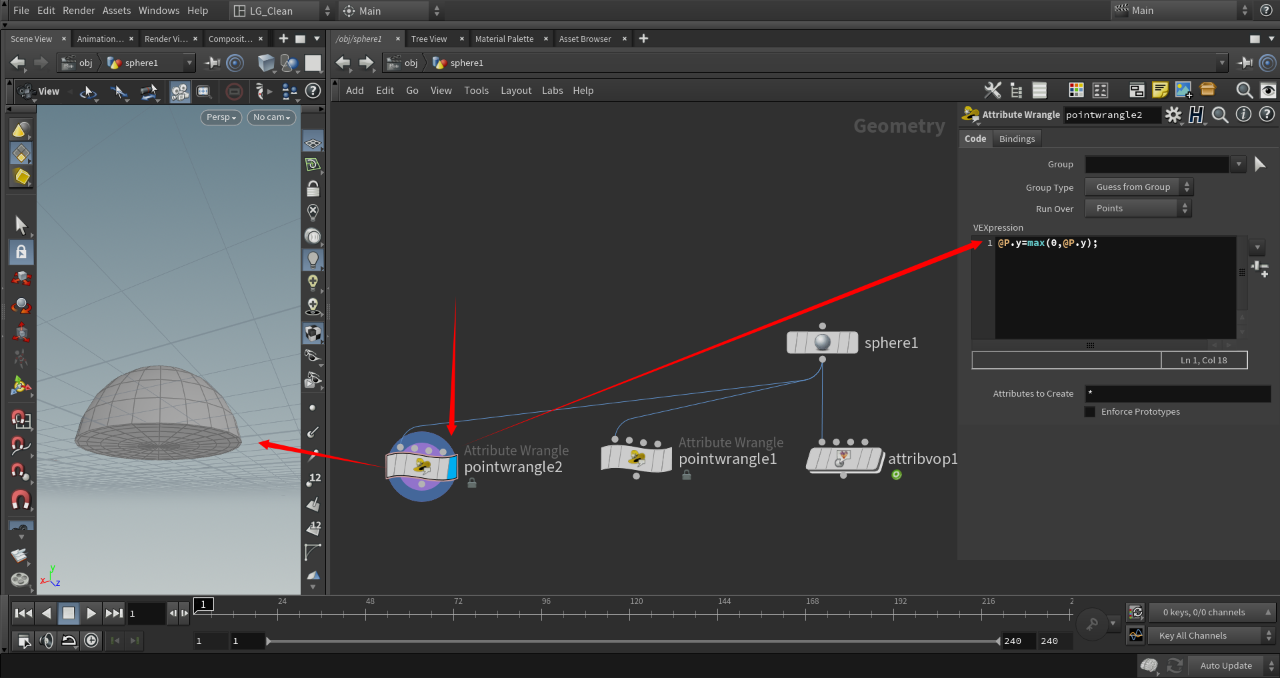 File Edit Render Assets Windows Help LG_Clean Main Main
Scene View Animation... Render Vi... Composit...
/obj/sphere1 Tree View Material Palette Asset Browser
obj sphere1
obj sphere1
View
Add Edit Go View Tools Layout Labs Help
Persp No cam
Geometry
Attribute Wrangle pointwrangle2
Code Bindings
Group
Group Type Guess from Group
Run Over Points
VEXpression
1 @P.y=max(0,@P.y);
Ln 1, Col 18
Attributes to Create *
Enforce Prototypes
sphere1
Attribute Wrangle
pointwrangle2
Attribute Wrangle
pointwrangle1
attribvop1
12
12
y
x z
1 1 24 48 72 96 120 144 168 192 216 2
0 keys, 0/0 channels
1 1 240 240
Key All Channels
Auto Update